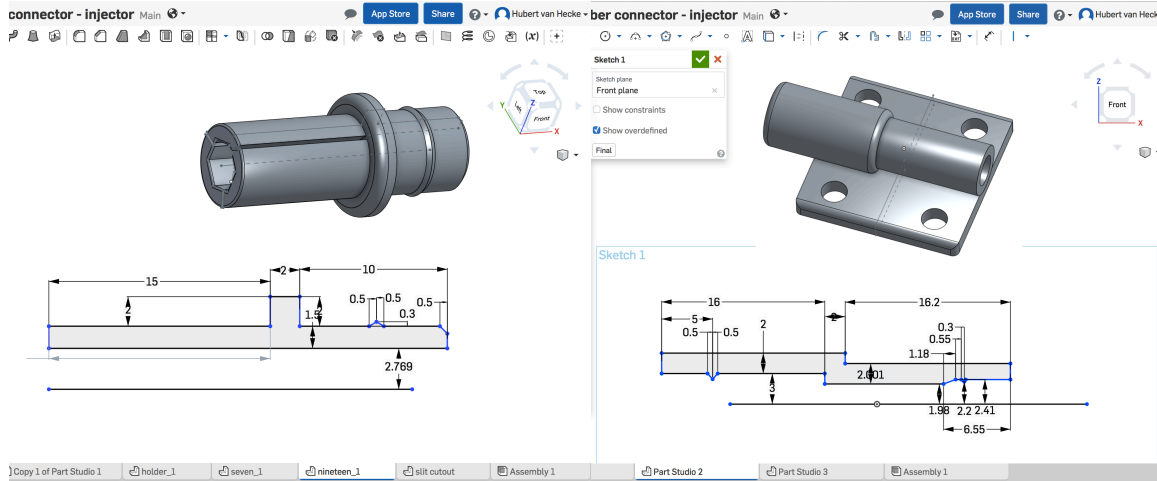 connector - injector Main
App Store
Share
Hubert van Hecke
ber connector - injector Main
App Store
Share
Hubert van Heck
(x)
Sketch 1
Sketch plane
Front plane
Show constraints
Show overdefined
Final
Top
Left
Front
Z
Y
X
Z
Front
X
Sketch 1
2
10
15
0.5
0.5
0.5
2
1.5
2
0.3
2.769
16
16.2
5
2
0.5
0.5
2
0.3
0.55
1.18
2.001
3
1.98
2.2
2.41
6.55
Copy 1 of Part Studio 1
holder_1
seven_1
nineteen_1
slit cutout
Assembly 1
Part Studio 2
Part Studio 3
Assembly 1